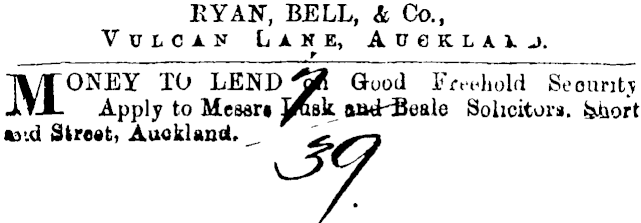 RYAN, BELL, & Co.,
VULCAN LANE, AUCKLAND.
MONEY TO LEND on Good Freehold Security
Apply to Messrs Lusk and Beale Solicitors. Short
and Street, Auckland.
39